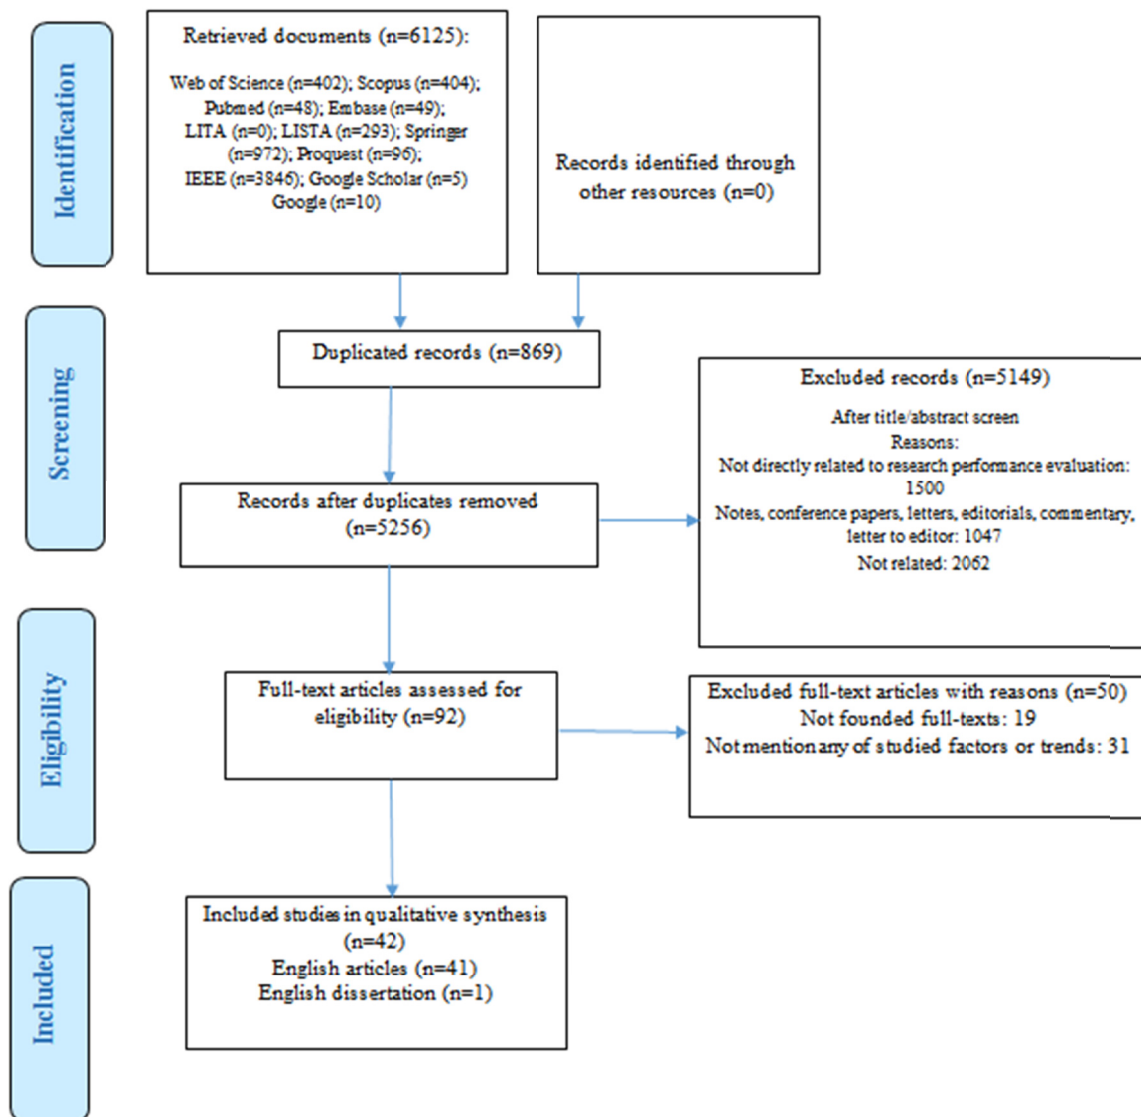 Identification
Retrieved documents (n=6125):
Web of Science (n=402); Scopus (n=404);
Pubmed (n=48); Embase (n=49);
LITA (n=0); LISTA (n=293); Springer
(n=972); Proquest (n=96);
IEEE (n=3846); Google Scholar (n=5)
Google (n=10)
Records identified through
other resources (n=0)
Screening
Duplicated records (n=869)
Records after duplicates removed
(n=5256)
Excluded records (n=5149)
After title/abstract screen
Reasons:
Not directly related to research performance evaluation:
1500
Notes, conference papers, letters, editorials, commentary,
letter to editor: 1047
Not related: 2062
Eligibility
Full-text articles assessed for
eligibility (n=92)
Excluded full-text articles with reasons (n=50)
Not founded full-texts: 19
Not mention any of studied factors or trends: 31
Included
Included studies in qualitative synthesis
(n=42)
English articles (n=41)
English dissertation (n=1)